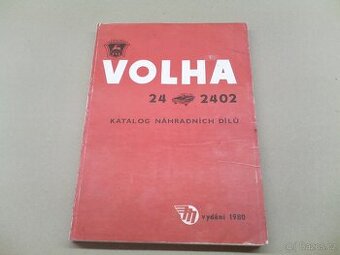 VOLHA
24 2402
KATALOG NÁHRADNÍCH DÍLŮ
vydání 1980